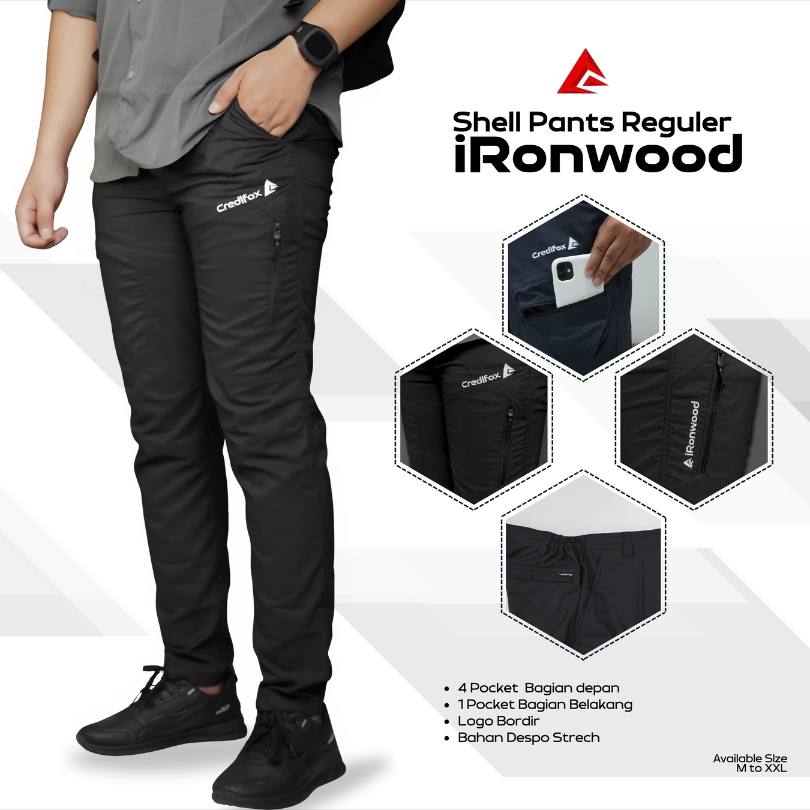 Shell Pants Reguler
iRonwood
Credifox
Credifox
Credifox
iRonwood
4 Pocket Bagian depan
1 Pocket Bagian Belakang
Logo Bordir
Bahan Despo Strech
Available Size
M to XXL